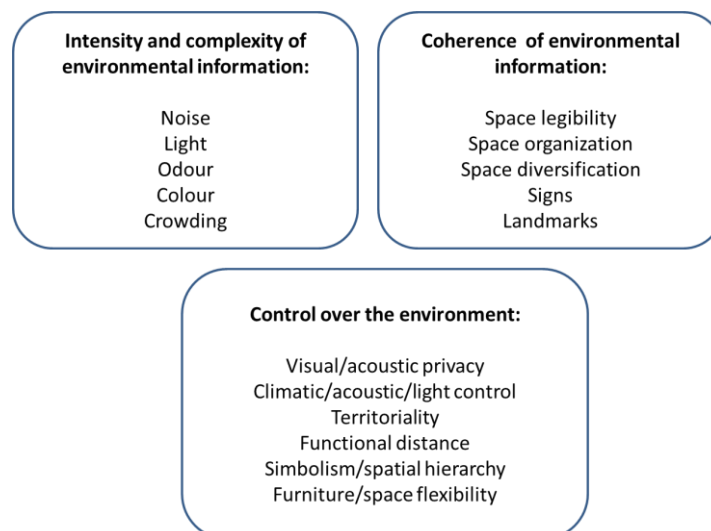 Intensity and complexity of
environmental information:
Noise
Light
Odour
Colour
Crowding
Coherence of environmental
information:
Space legibility
Space organization
Space diversification
Signs
Landmarks
Control over the environment:
Visual/acoustic privacy
Climatic/acoustic/light control
Territoriality
Functional distance
Simbolism/spatial hierarchy
Furniture/space flexibility